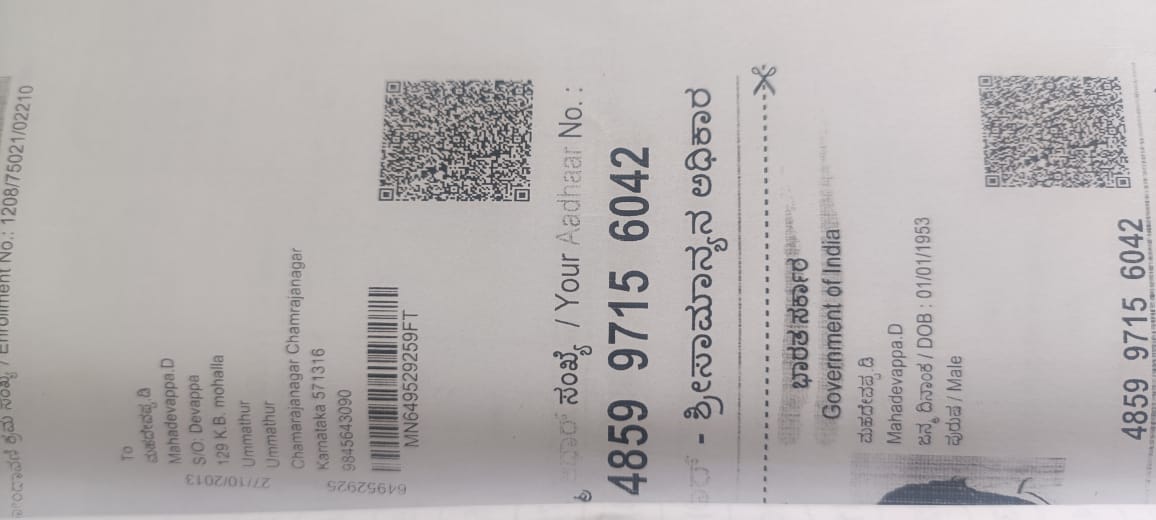 ಕ್ರಮ ಸಂಖ್ಯೆ / Enrollment No.: 1208/75021/02210
To
ಮಹದೇವಪ್ಪ.ಡಿ
Mahadevappa.D
S/O: Devappa
129 K.B. mohalla
Ummathur
Ummathur
Chamarajanagar Chamrajanagar
Karnataka 571316
9845643090
27/10/2013
64952925
MN649529259FT
ಸಂಖ್ಯೆ / Your Aadhaar No. :
4859 9715 6042
- ಶ್ರೀಸಾಮಾನ್ಯನ ಅಧಿಕಾರ
ಭಾರತ ಸರ್ಕಾರ
Government of India
ಮಹದೇವಪ್ಪ.ಡಿ
Mahadevappa.D
ಜನ್ಮ ದಿನಾಂಕ / DOB : 01/01/1953
ಪುರುಷ / Male
4859 9715 6042